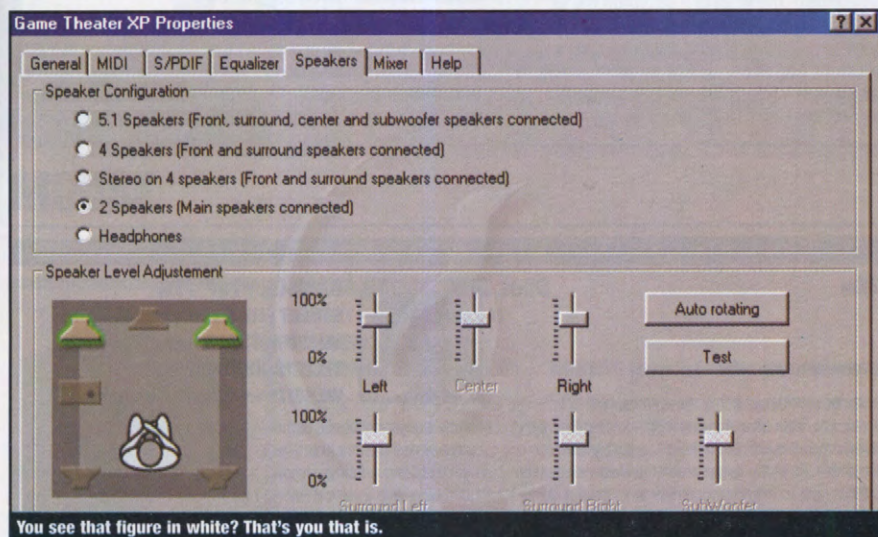 Game Theater XP Properties
General MIDI S/PDIF Equalizer Speakers Mixer Help
Speaker Configuration
5.1 Speakers (Front, surround, center and subwoofer speakers connected)
4 Speakers (Front and surround speakers connected)
Stereo on 4 speakers (Front and surround speakers connected)
2 Speakers (Main speakers connected)
Headphones
Speaker Level Adjustement
100%
0%
Left Center Right
Auto rotating
Test
100%
0%
Surround Left Surround Right SubWoofer
You see that figure in white? That's you that is.